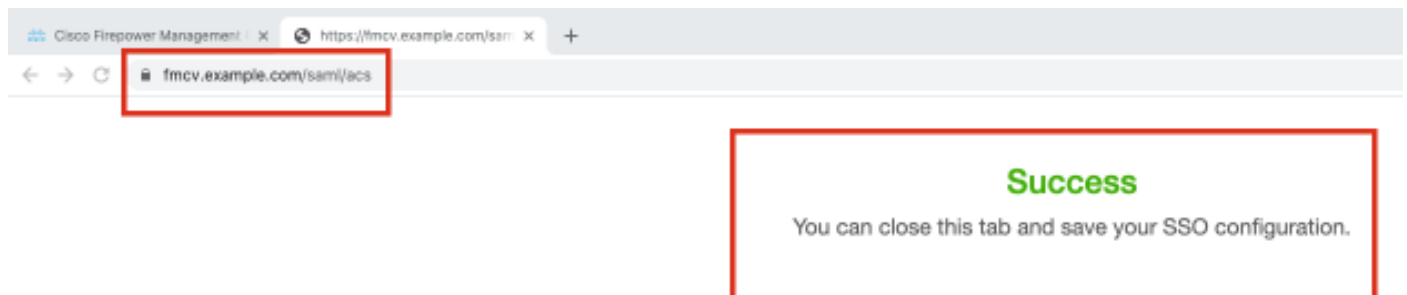 Cisco Firepower Management
https://fmcv.example.com/sam
fmcv.example.com/saml/acs
Success
You can close this tab and save your SSO configuration.